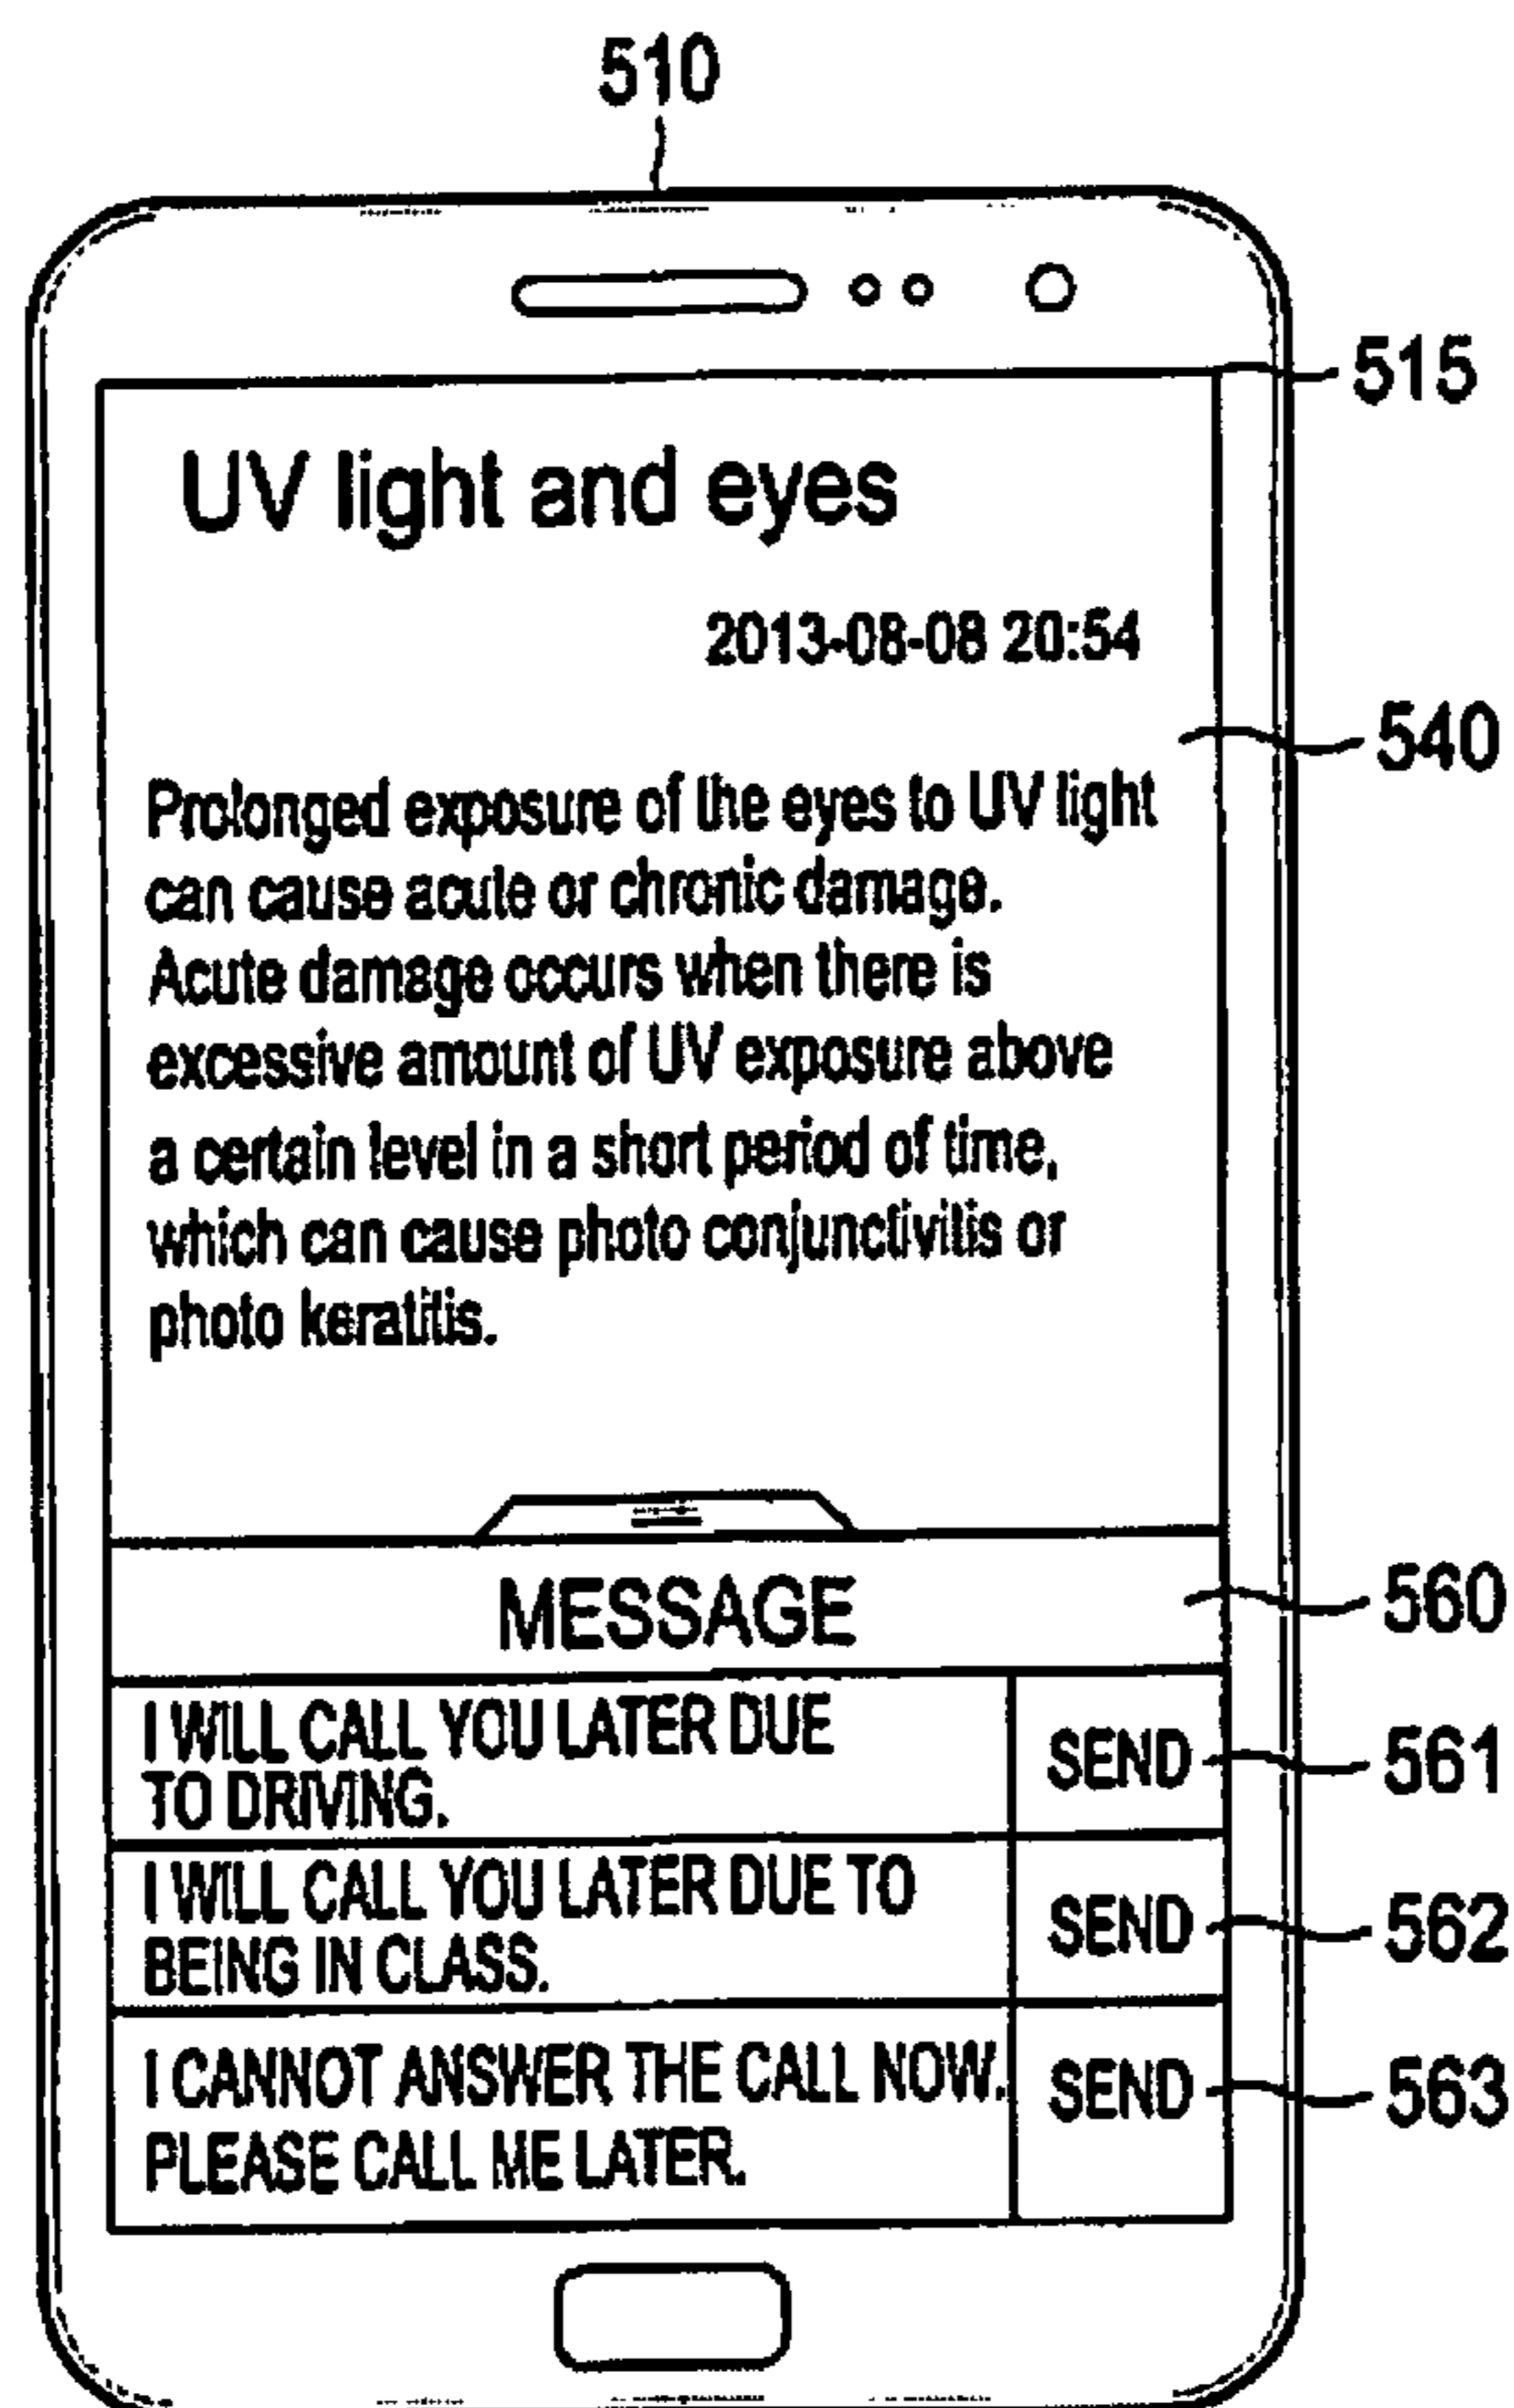 510
515
UV light and eyes
2013-08-08 20:54
540
Prolonged exposure of the eyes to UV light
can cause acute or chronic damage.
Acute damage occurs when there is
excessive amount of UV exposure above
a certain level in a short period of time,
which can cause photo conjunctivitis or
photo keratitis.
MESSAGE
560
I WILL CALL YOU LATER DUE
TO DRIVING.
SEND
561
I WILL CALL YOU LATER DUE TO
BEING IN CLASS.
SEND
562
I CANNOT ANSWER THE CALL NOW.
PLEASE CALL ME LATER.
SEND
563